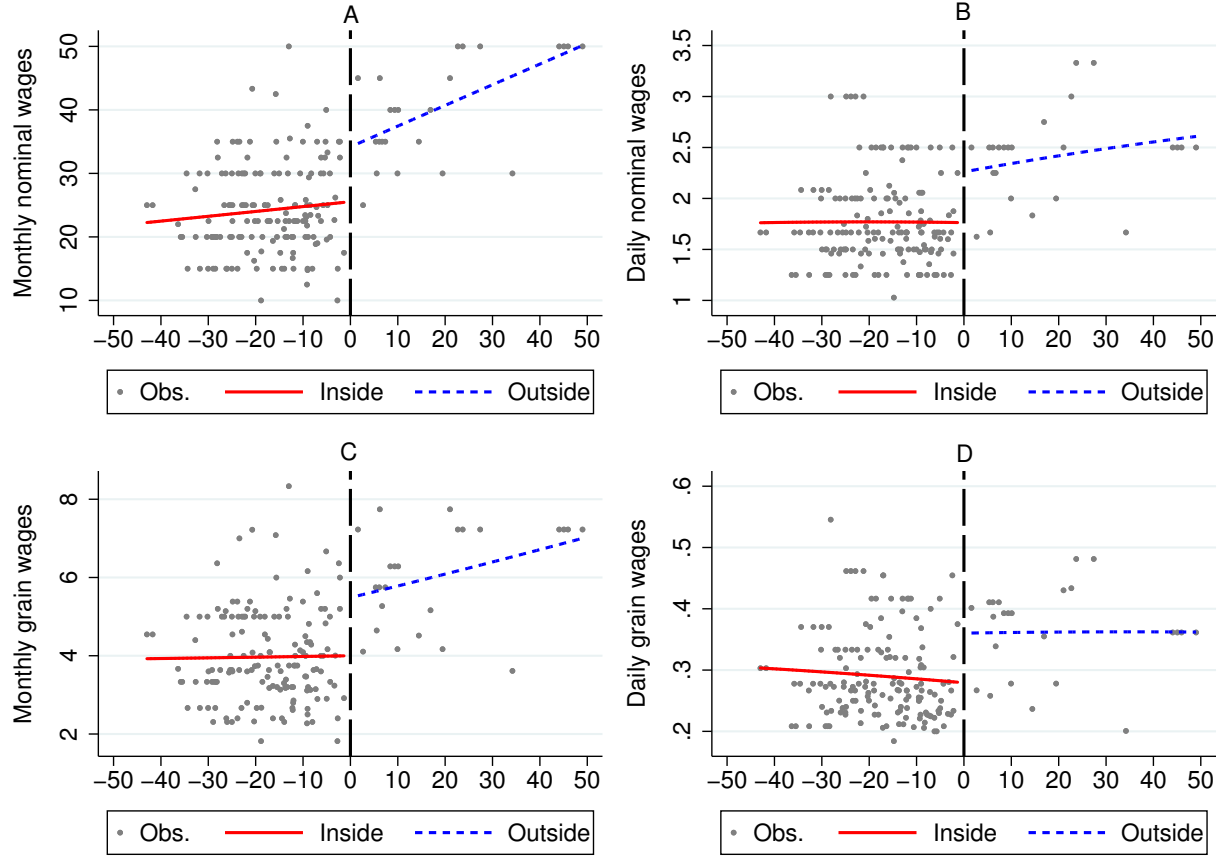 A
Monthly nominal wages
50
40
30
20
10
−50 −40 −30 −20 −10 0 10 20 30 40 50
Obs. Inside Outside
B
Daily nominal wages
3.5
3
2.5
2
1.5
1
−50 −40 −30 −20 −10 0 10 20 30 40 50
Obs. Inside Outside
C
Monthly grain wages
8
6
4
2
−50 −40 −30 −20 −10 0 10 20 30 40 50
Obs. Inside Outside
D
Daily grain wages
.6
.5
.4
.3
.2
−50 −40 −30 −20 −10 0 10 20 30 40 50
Obs. Inside Outside